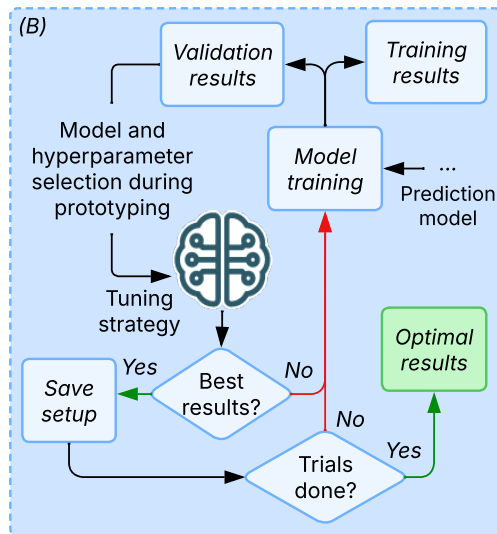 (B)
Validation
results
Training
results
Model and
hyperparameter
selection during
prototyping
Model
training
...
Prediction
model
Tuning
strategy
Optimal
results
Yes
Best
results?
No
Save
setup
No
Yes
Trials
done?